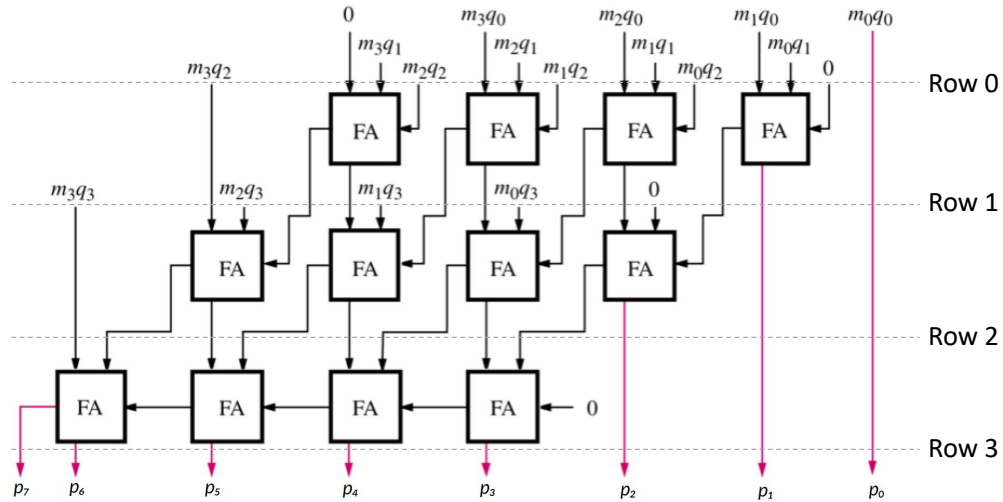 0 m₃q₀ m₂q₀ m₁q₀ m₀q₀
m₃q₁ m₂q₁ m₁q₁ m₀q₁
m₃q₂ m₂q₂ m₁q₂ m₀q₂ 0
Row 0
FA FA FA FA
m₃q₃ m₂q₃ m₁q₃ m₀q₃ 0
Row 1
FA FA FA FA
Row 2
FA FA FA FA 0
Row 3
p₇ p₆ p₅ p₄ p₃ p₂ p₁ p₀